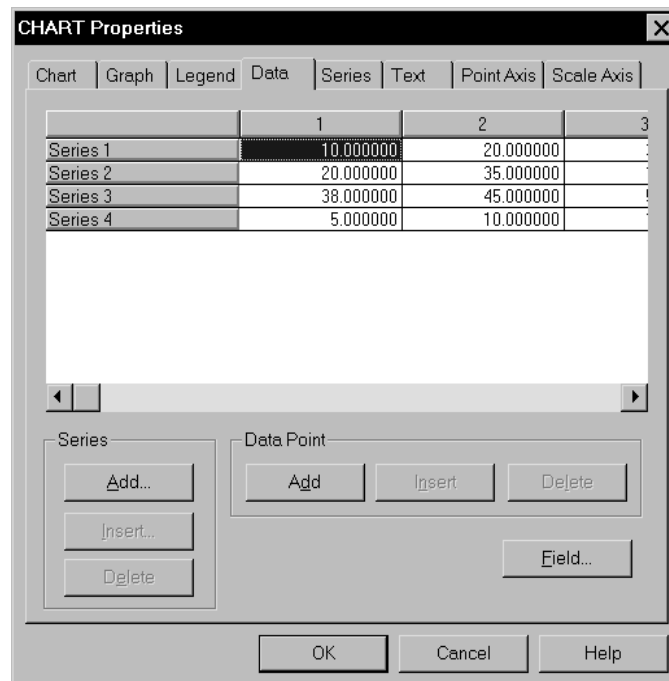 CHART Properties
Chart Graph Legend Data Series Text Point Axis Scale Axis
1 2 3
Series 1 10.000000 20.000000
Series 2 20.000000 35.000000
Series 3 38.000000 45.000000
Series 4 5.000000 10.000000
Series Data Point
Add... Add Insert Delete
Insert...
Delete
Field...
OK Cancel Help